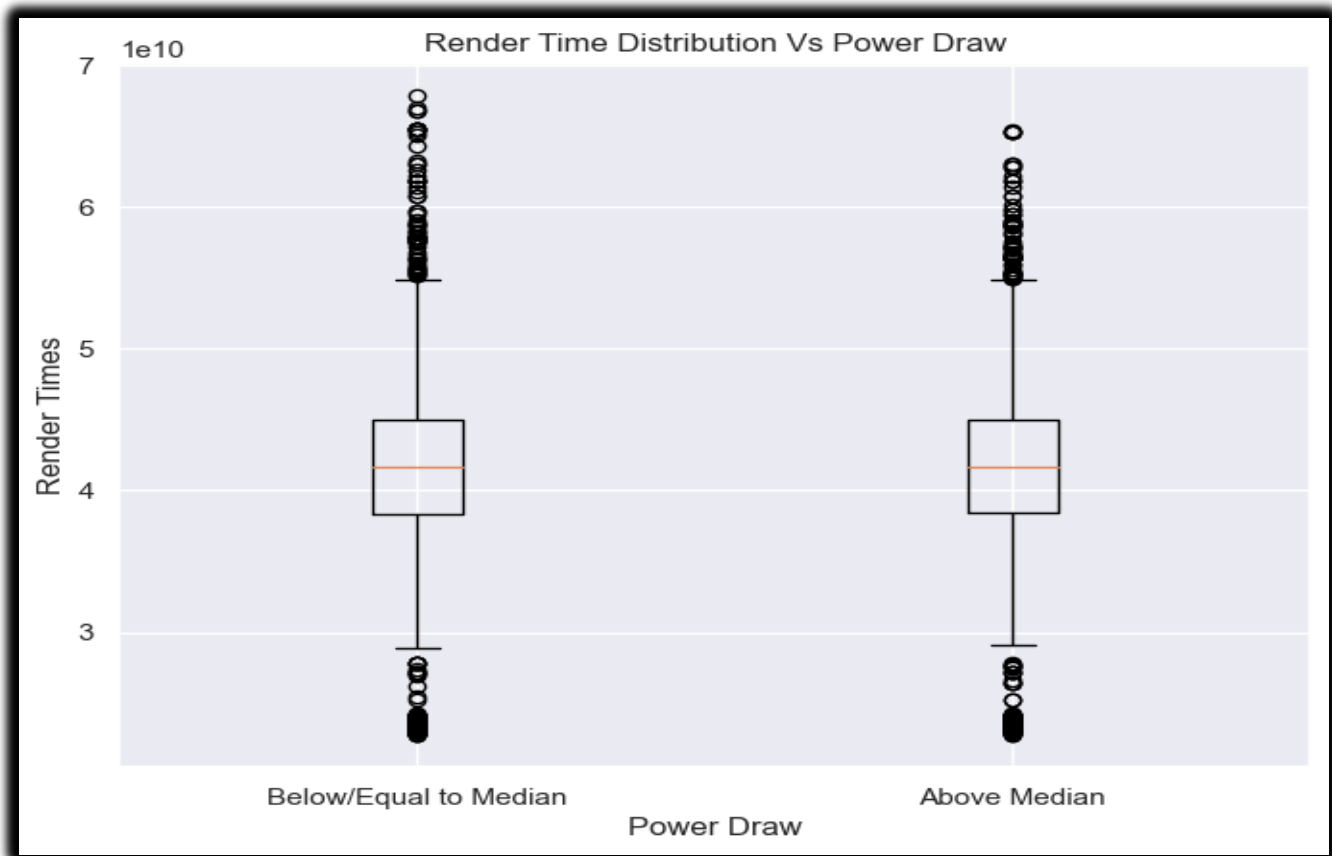 Render Time Distribution Vs Power Draw
1e10
7
6
5
4
3
Render Times
Below/Equal to Median
Above Median
Power Draw